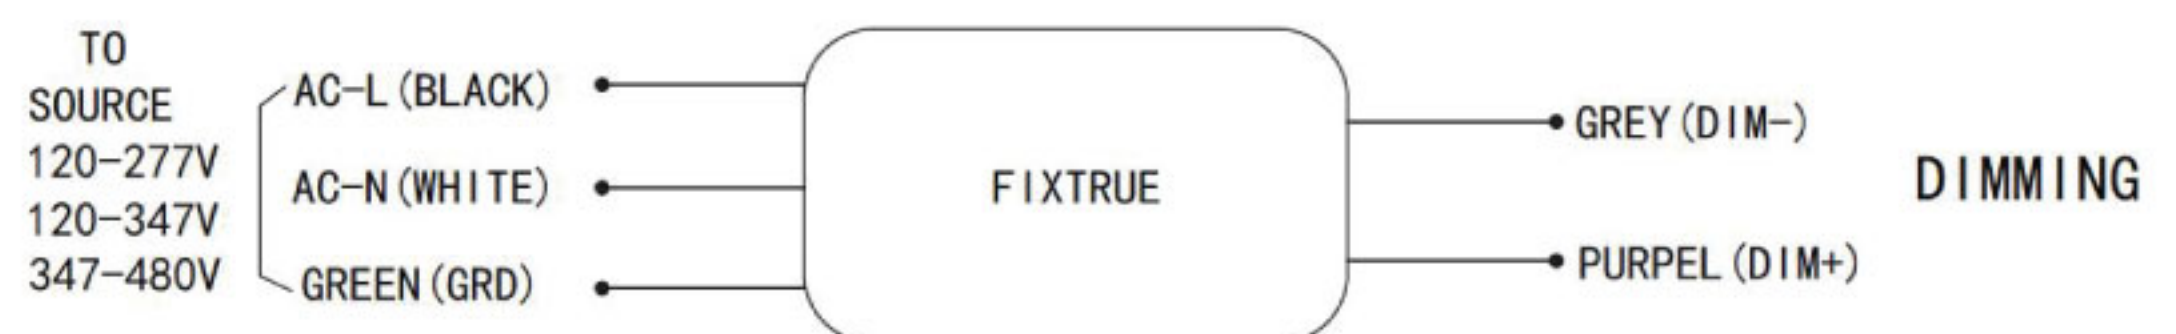 TO
SOURCE
120-277V
120-347V
347-480V
AC-L(BLACK)
AC-N(WHITE)
GREEN(GRD)
FIXTRUE
GREY(DIM-)
PURPEL(DIM+)
DIMMING